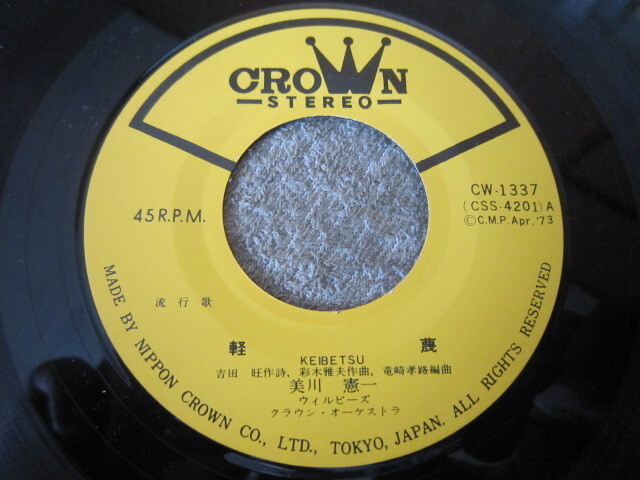 CROWN
STEREO
45 R.P.M.
CW-1337
(CSS-4201) A
©C.M.P. Apr. '73
流行歌
軽蔑
KEIBETSU
吉田 旺作詩, 彩木雅夫作曲, 竜崎孝路編曲
美川憲一
ウィルビーズ
クラウン・オーケストラ
MADE BY NIPPON CROWN CO., LTD., TOKYO, JAPAN. ALL RIGHTS RESERVED